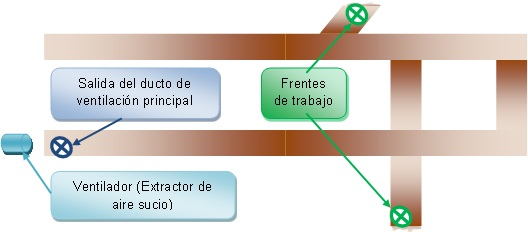 Salida del ducto de
ventilación principal
Frentes
de trabajo
Ventilador (Extractor de
aire sucio)